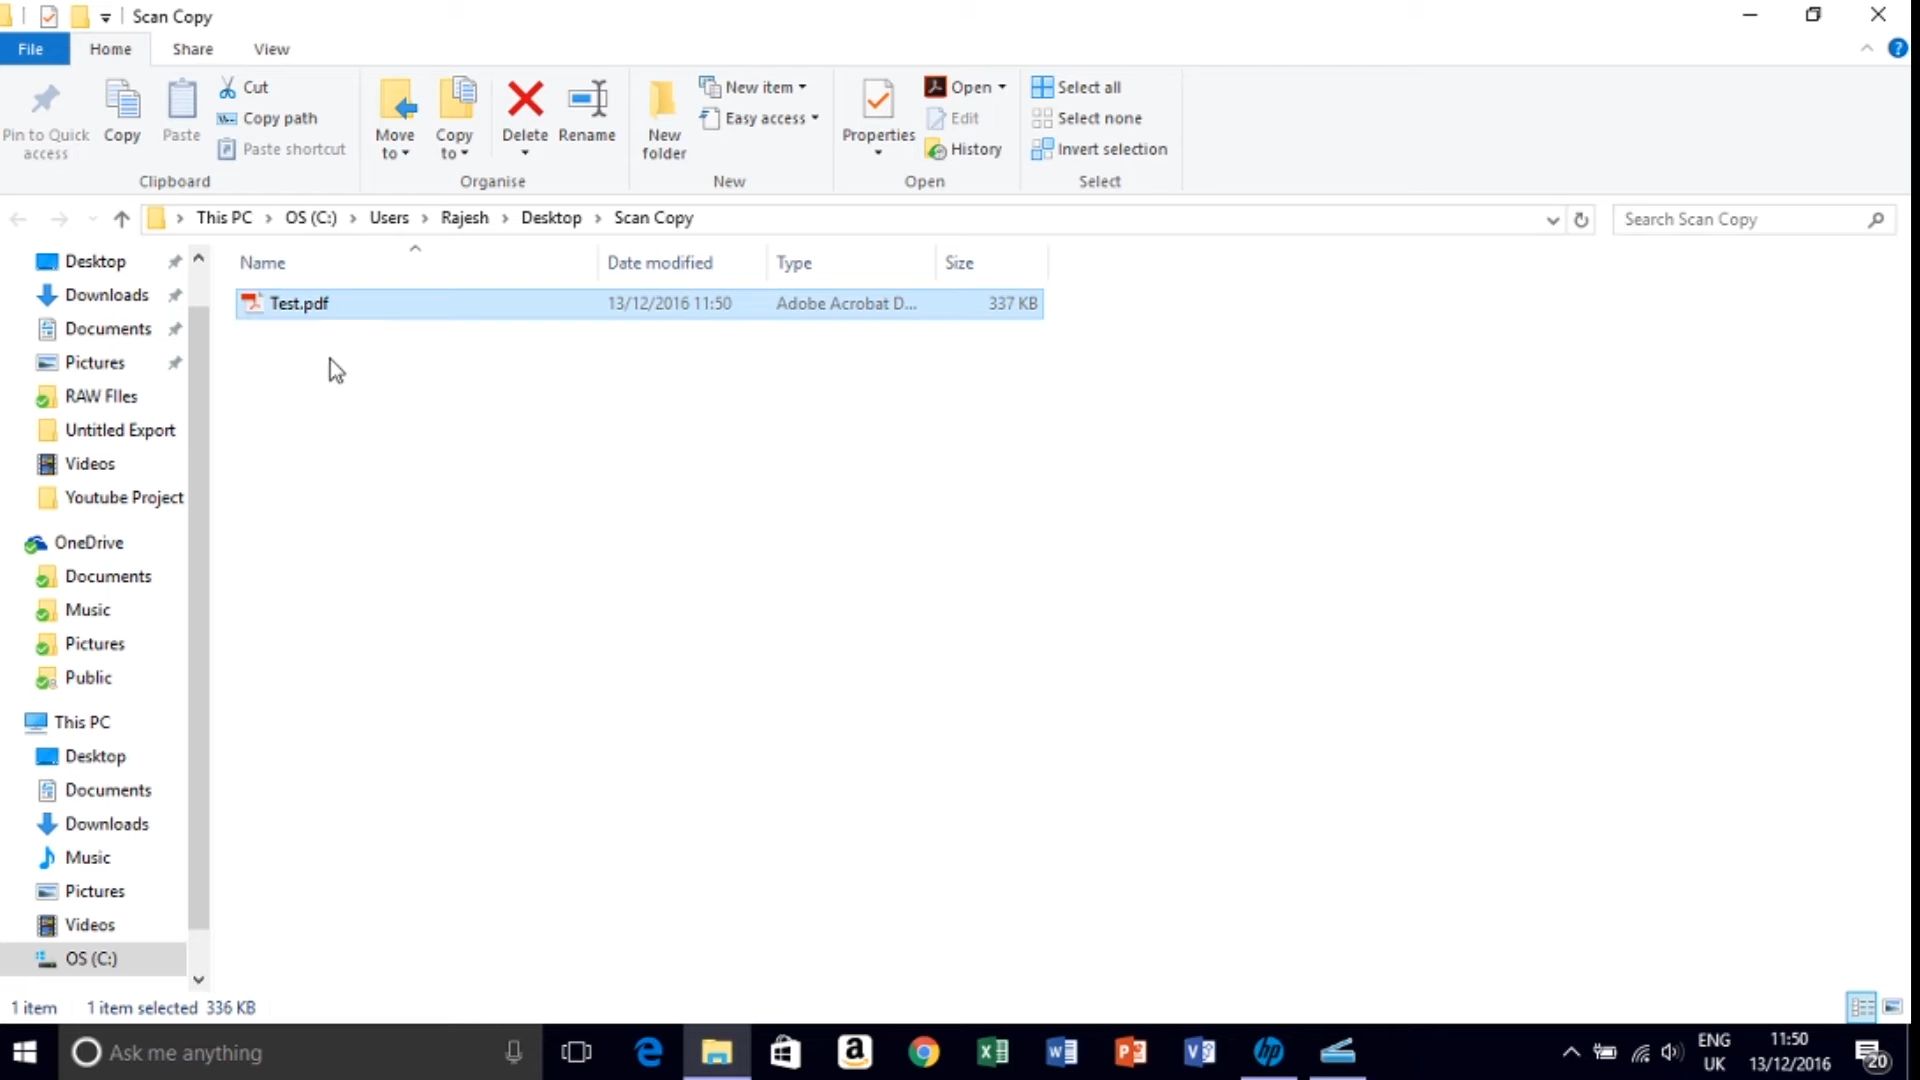 Scan Copy
File
Home
Share
View
Pin to Quick access
Copy
Paste
Cut
Copy path
Paste shortcut
Clipboard
Move to
Copy to
Delete
Rename
Organise
New folder
New item
Easy access
New
Properties
Open
Edit
History
Open
Select all
Select none
Invert selection
Select
This PC > OS (C:) > Users > Rajesh > Desktop > Scan Copy
Search Scan Copy
Name Date modified Type Size
Test.pdf 13/12/2016 11:50 Adobe Acrobat D... 337 KB
Desktop
Downloads
Documents
Pictures
RAW FIles
Untitled Export
Videos
Youtube Project
OneDrive
Documents
Music
Pictures
Public
This PC
Desktop
Documents
Downloads
Music
Pictures
Videos
OS (C:)
1 item 1 item selected 336 KB
Ask me anything
ENG
UK
11:50
13/12/2016
20